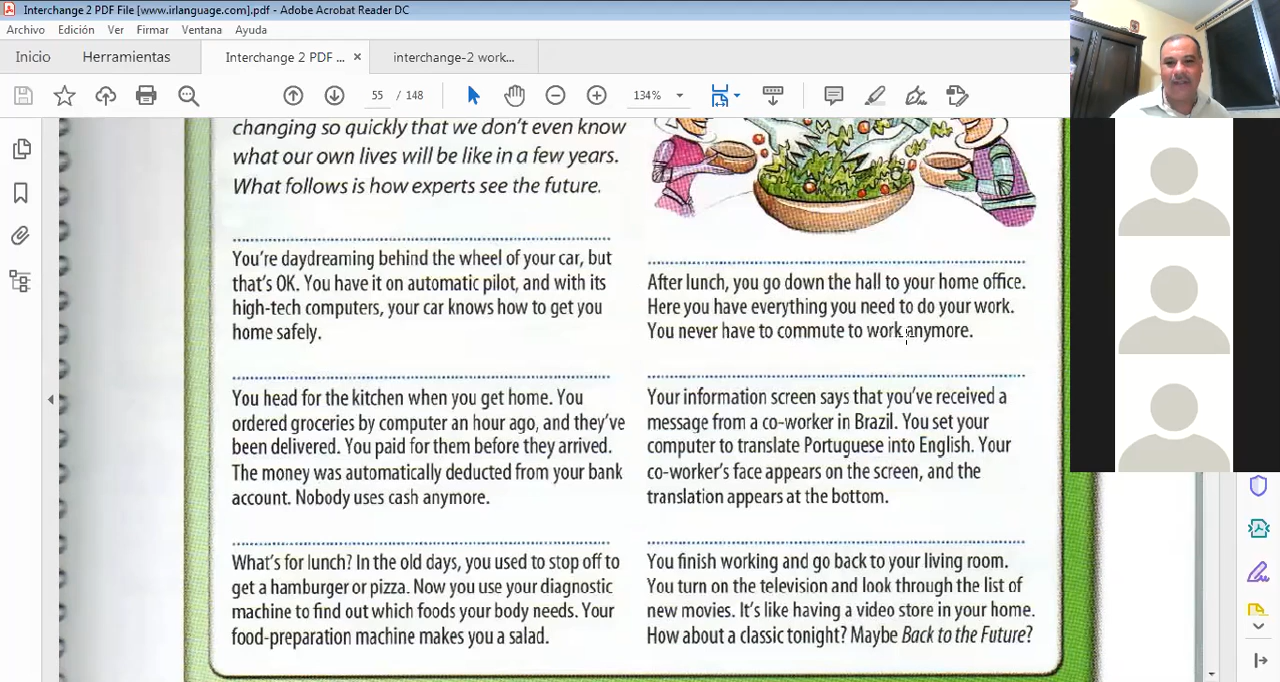 Interchange 2 PDF File [www.irlanguage.com].pdf - Adobe Acrobat Reader DC
Archivo Edición Ver Firmar Ventana Ayuda
Inicio Herramientas Interchange 2 PDF ... × interchange-2 work...
55 / 148 134%
changing so quickly that we don't even know
what our own lives will be like in a few years.
What follows is how experts see the future.
You're daydreaming behind the wheel of your car, but
that's OK. You have it on automatic pilot, and with its
high-tech computers, your car knows how to get you
home safely.
You head for the kitchen when you get home. You
ordered groceries by computer an hour ago, and they've
been delivered. You paid for them before they arrived.
The money was automatically deducted from your bank
account. Nobody uses cash anymore.
What's for lunch? In the old days, you used to stop off to
get a hamburger or pizza. Now you use your diagnostic
machine to find out which foods your body needs. Your
food-preparation machine makes you a salad.
After lunch, you go down the hall to your home office.
Here you have everything you need to do your work.
You never have to commute to work anymore.
Your information screen says that you've received a
message from a co-worker in Brazil. You set your
computer to translate Portuguese into English. Your
co-worker's face appears on the screen, and the
translation appears at the bottom.
You finish working and go back to your living room.
You turn on the television and look through the list of
new movies. It's like having a video store in your home.
How about a classic tonight? Maybe Back to the Future?